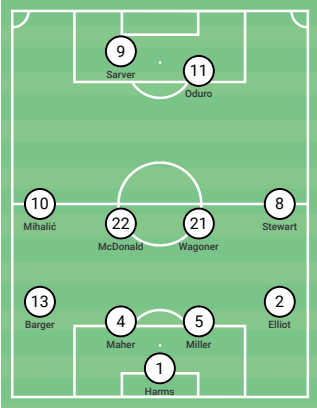 9
Sarver
11
Oduro
10
Mihalić
22
McDonald
21
Wagoner
8
Stewart
13
Barger
4
Maher
5
Miller
2
Elliot
1
Harms